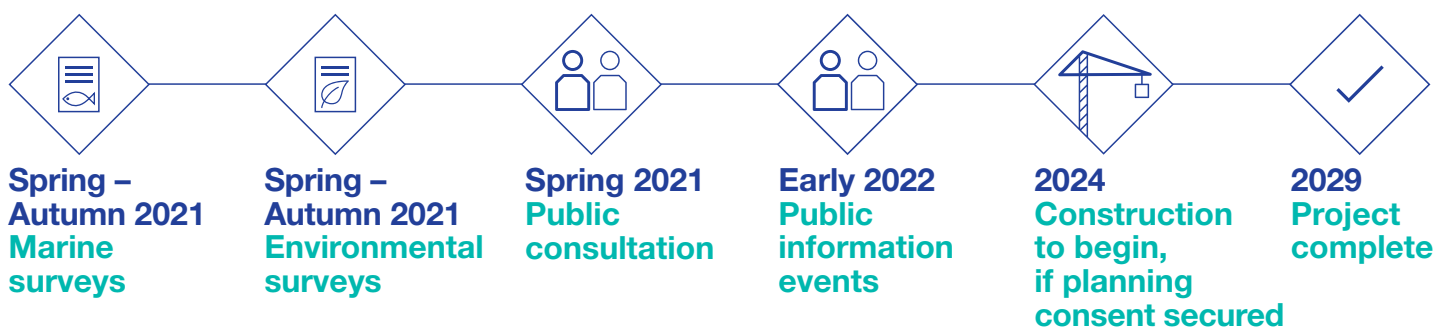 Spring –
Autumn 2021
Marine
surveys
Spring –
Autumn 2021
Environmental
surveys
Spring 2021
Public
consultation
Early 2022
Public
information
events
2024
Construction
to begin,
if planning
consent secured
2029
Project
complete